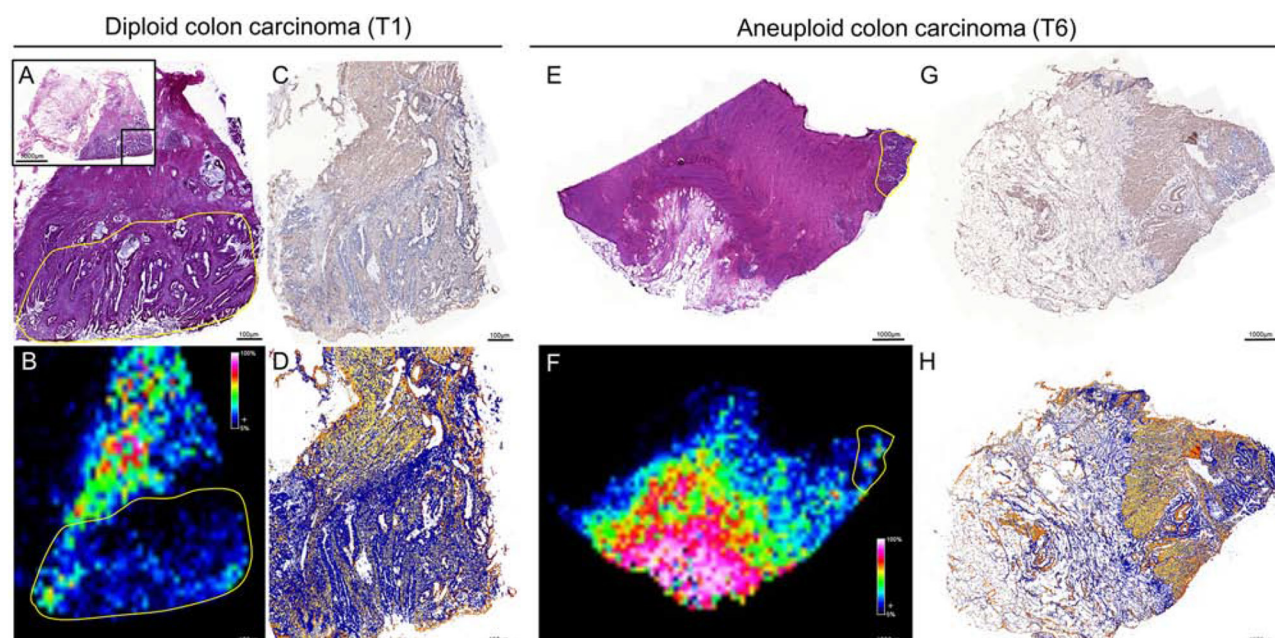 Diploid colon carcinoma (T1)
Aneuploid colon carcinoma (T6)
A
1000µm
100µm
C
100µm
E
1000µm
G
1000µm
B
100%
+
5%
D
F
100%
+
5%
H